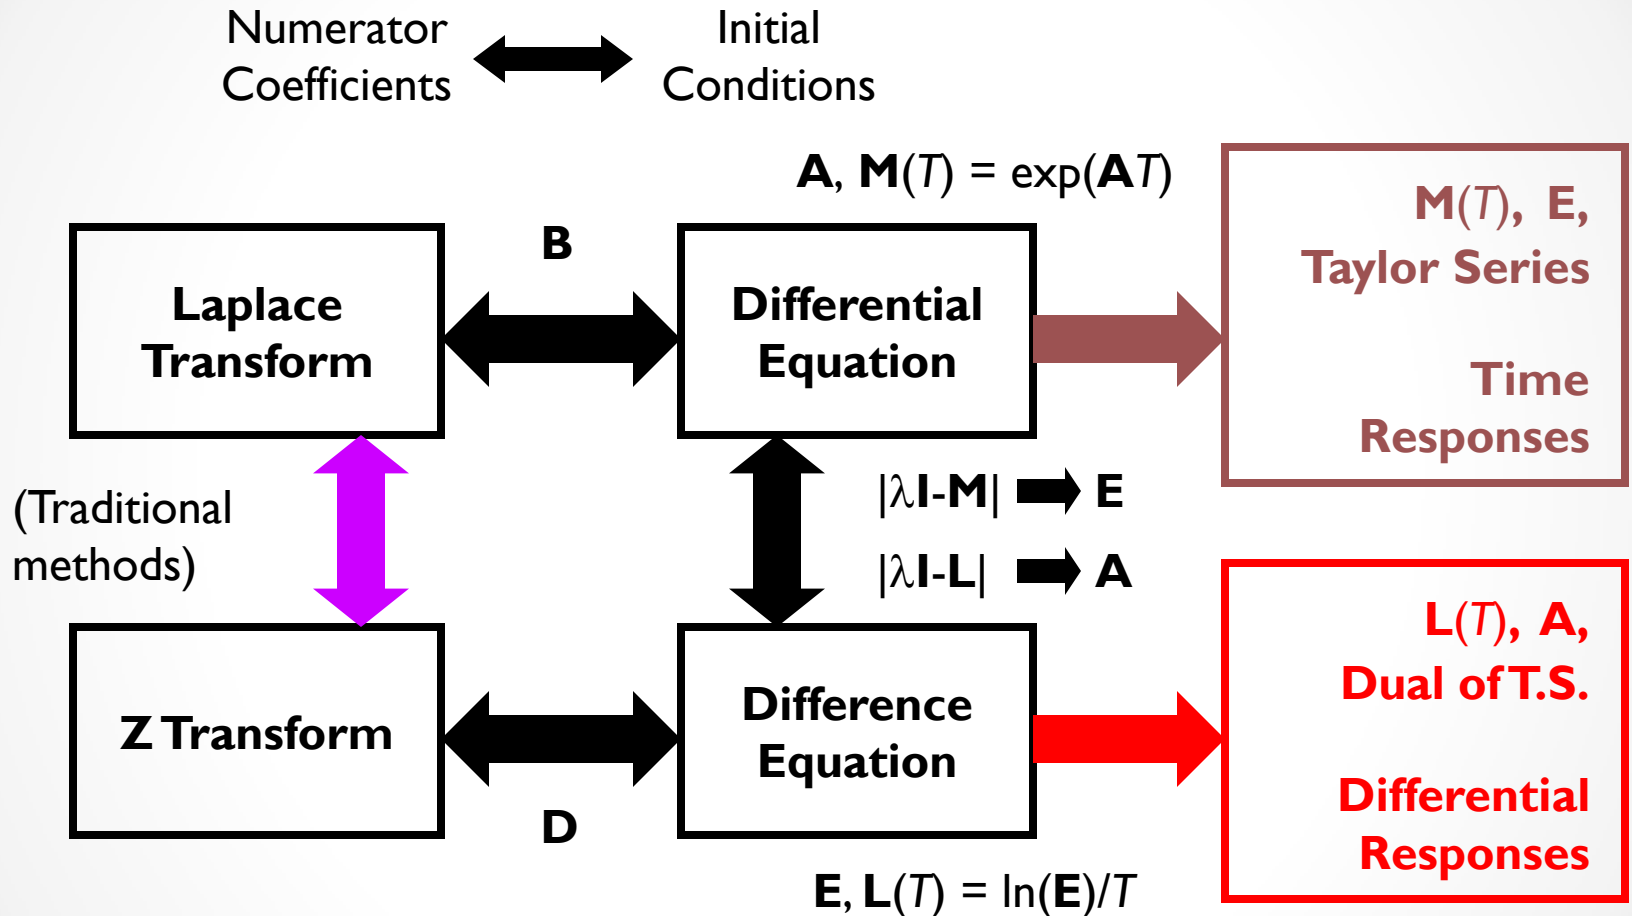 Numerator
Coefficients
Initial
Conditions
A, M(T) = exp(AT)
M(T), E,
Taylor Series
Time
Responses
B
Laplace
Transform
Differential
Equation
(Traditional
methods)
|λI-M| E
|λI-L| A
L(T), A,
Dual of T.S.
Differential
Responses
Z Transform
Difference
Equation
D
E, L(T) = ln(E)/T